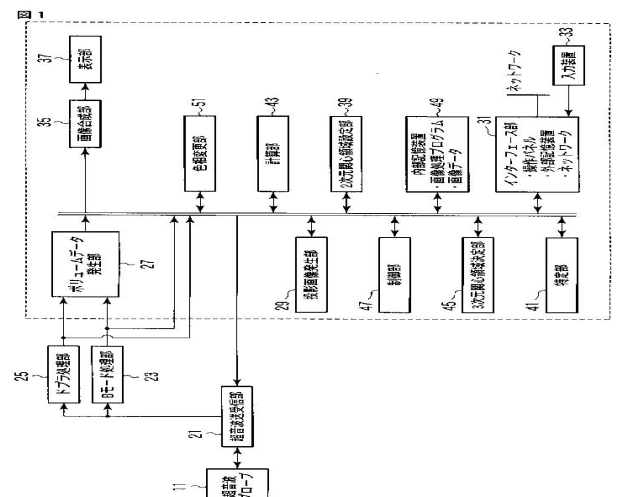 図 1
37
表示部
35
画像合成部
51
色相変更部
43
計算部
39
2次元関心領域設定部
49
内部記憶装置
・画像処理プログラム
・画像データ
ネットワーク
33
入力装置
31
インターフェース部
・操作パネル
・外部記憶装置
・ネットワーク
ボリュームデータ
発生部
27
投影画像発生部
29
制御部
47
3次元関心領域決定部
45
特定部
41
25
ドプラ処理部
Bモード処理部
23
21
超音波送受信部
11
超音波
プローブ